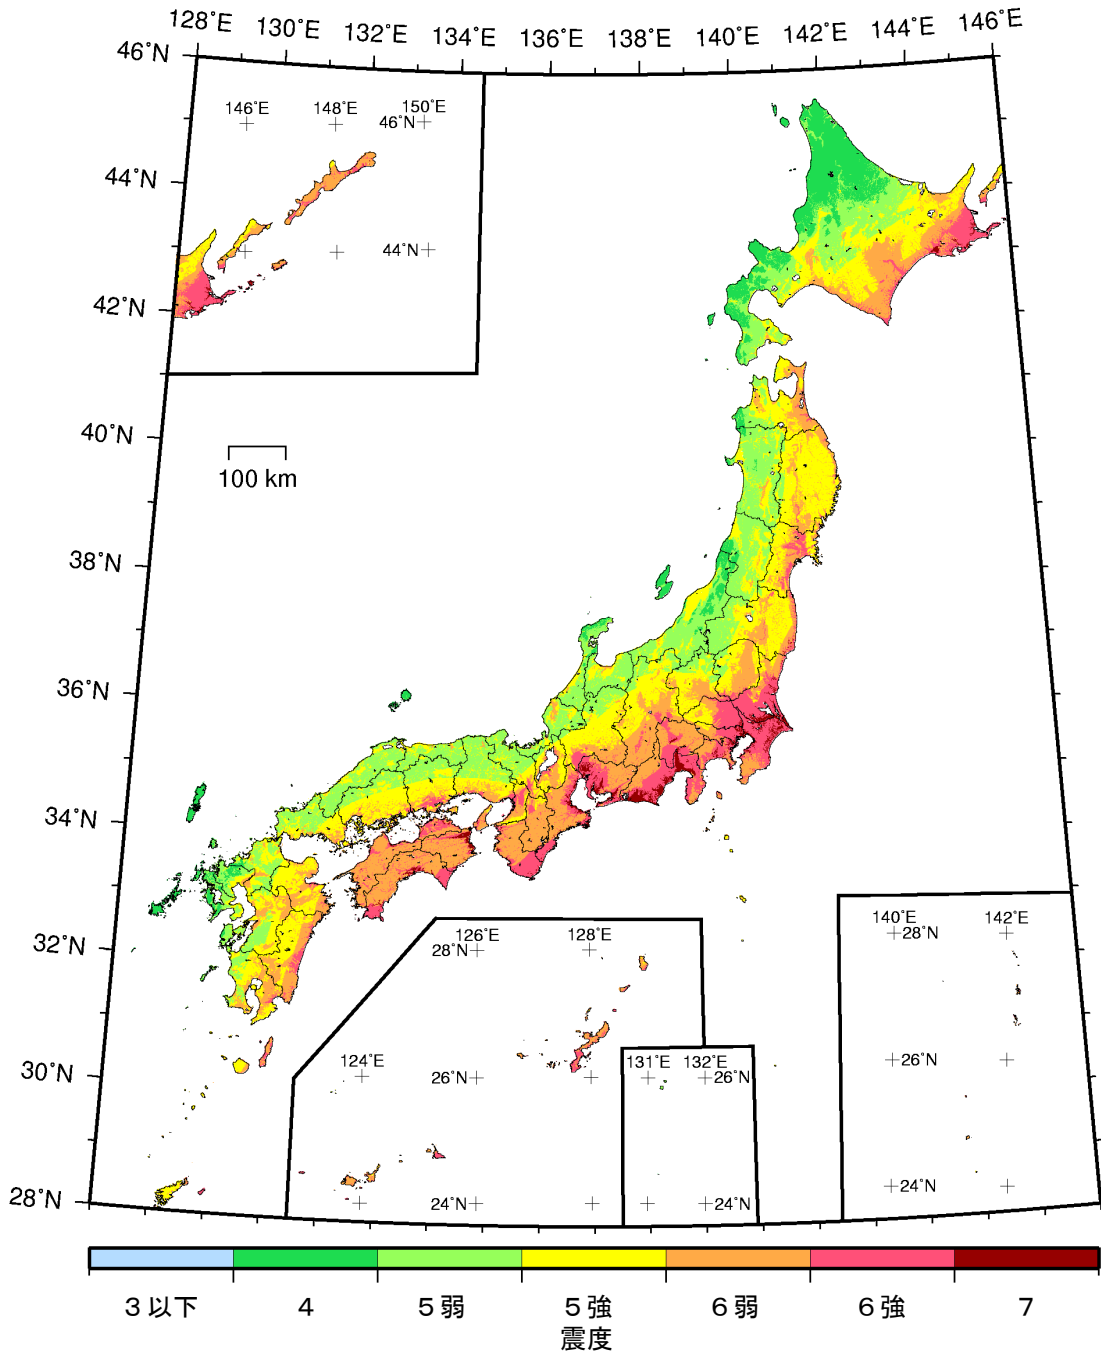 128°E 130°E 132°E 134°E 136°E 138°E 140°E 142°E 144°E 146°E
46°N
146°E 148°E 150°E
46°N
44°N
44°N
42°N
40°N
100 km
38°N
36°N
34°N
32°N
126°E 128°E
28°N
140°E 142°E
28°N
124°E
26°N
131°E 132°E
26°N
26°N
30°N
24°N
24°N
24°N
28°N
3以下 4 5弱 5強 6弱 6強 7
震度